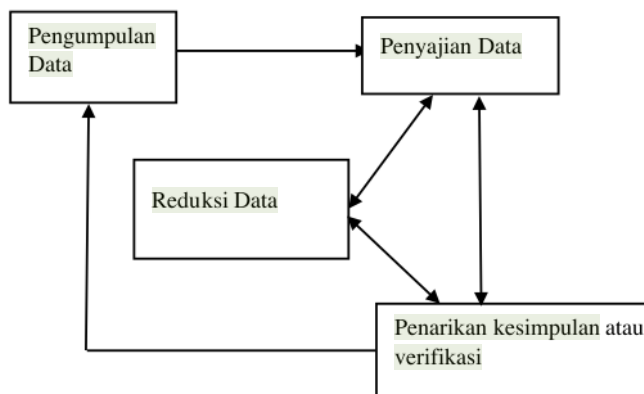 Pengumpulan
Data
Penyajian Data
Reduksi Data
Penarikan kesimpulan atau
verifikasi